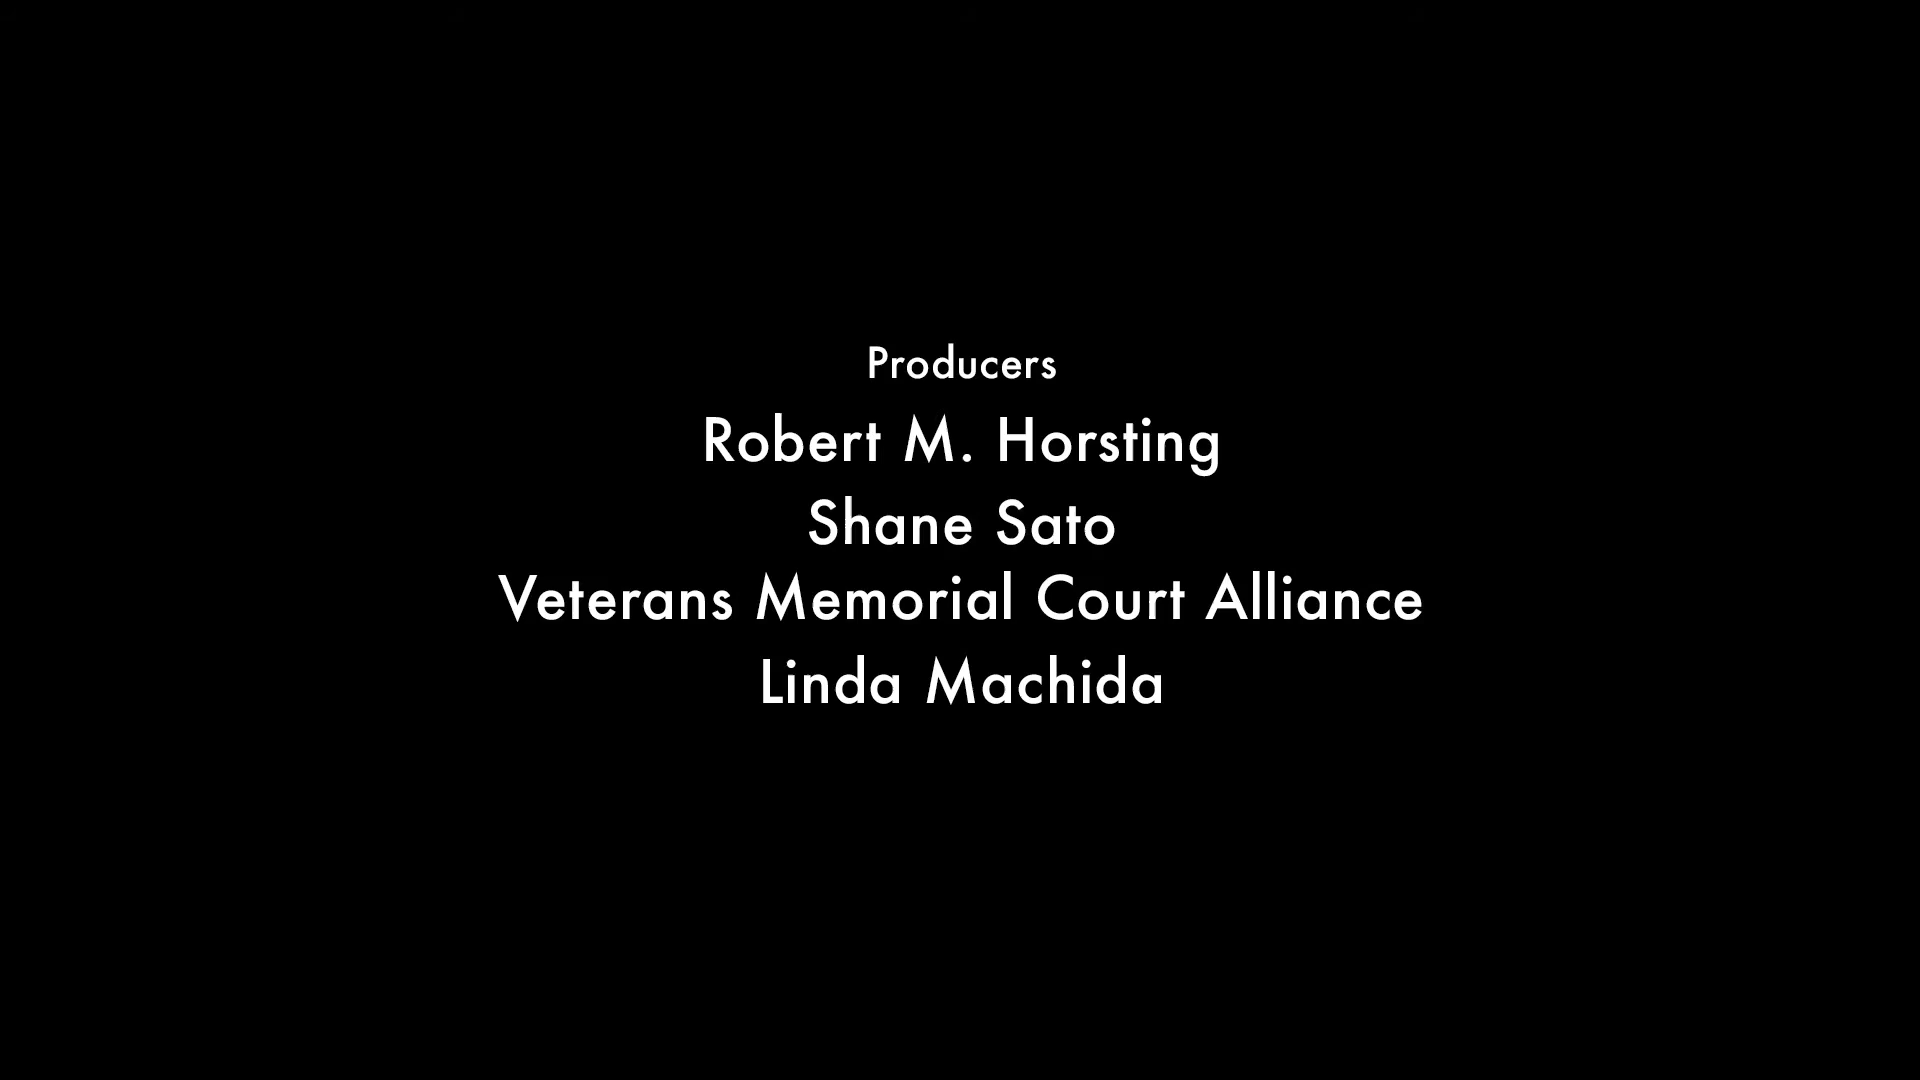 Producers
Robert M. Horsting
Shane Sato
Veterans Memorial Court Alliance
Linda Machida